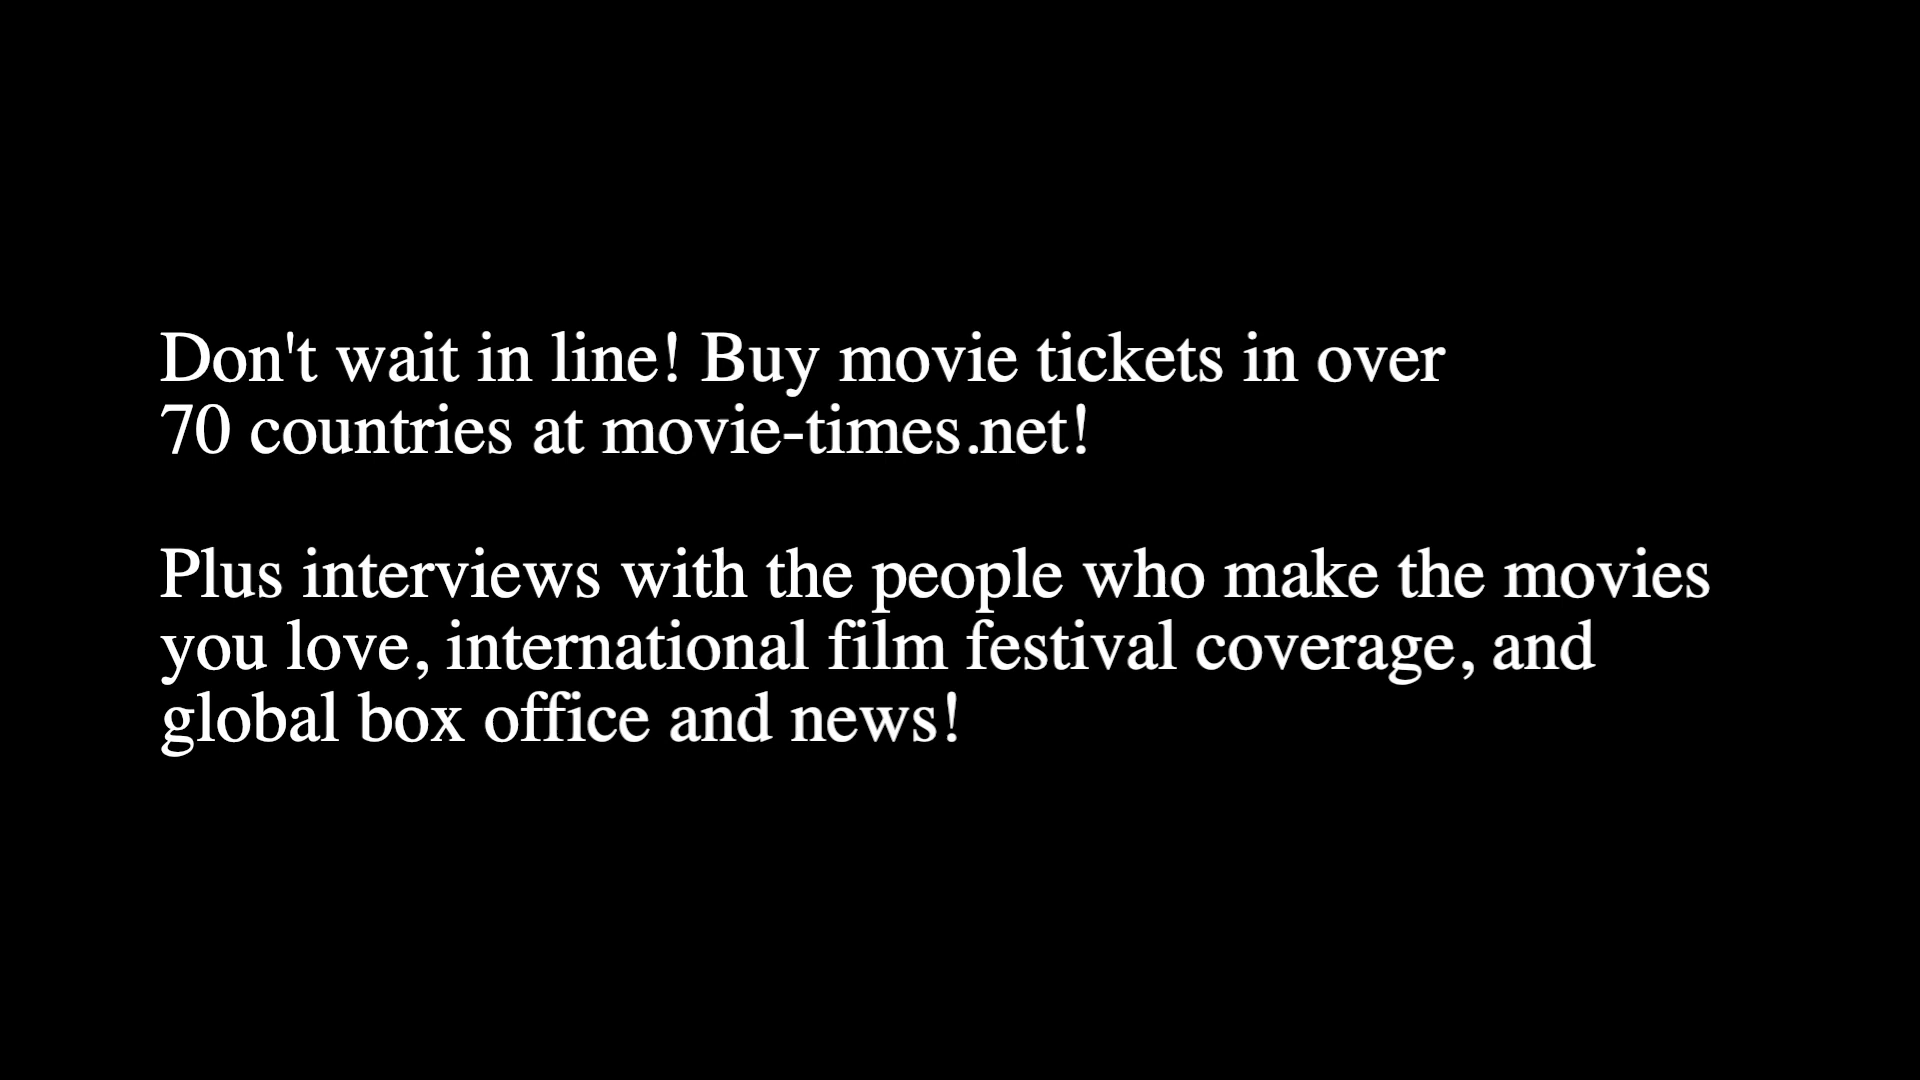 Don't wait in line! Buy movie tickets in over
70 countries at movie-times.net!
Plus interviews with the people who make the movies
you love, international film festival coverage, and
global box office and news!